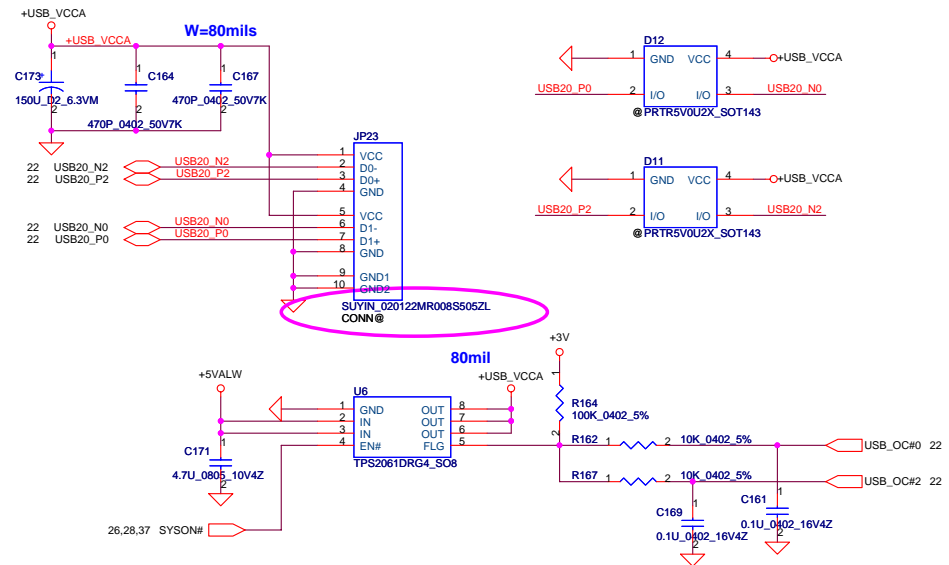 +USB_VCCA
+USB_VCCA
W=80mils
1
C173
+
2
150U_D2_6.3VM
1
C164
2
470P_0402_50V7K
1
C167
2
470P_0402_50V7K
JP23
1 VCC
2 D0-
3 D0+
4 GND
5 VCC
6 D1-
7 D1+
8 GND
9 GND1
10 GND2
SUYIN_020122MR008S505ZL
CONN@
22 USB20_N2 USB20_N2
22 USB20_P2 USB20_P2
22 USB20_N0 USB20_N0
22 USB20_P0 USB20_P0
D12
1 GND VCC 4 +USB_VCCA
USB20_P0 2 I/O I/O 3 USB20_N0
@PRTR5V0U2X_SOT143
D11
1 GND VCC 4 +USB_VCCA
USB20_P2 2 I/O I/O 3 USB20_N2
@PRTR5V0U2X_SOT143
80mil
+USB_VCCA
+5VALW
U6
1 GND OUT 8
2 IN OUT 7
3 IN OUT 6
4 EN# FLG 5
TPS2061DRG4_SO8
1
C171
2
4.7U_0805_10V4Z
26,28,37 SYSON#
+3V
1
R164
100K_0402_5%
2
R162 1 2 10K_0402_5% USB_OC#0 22
R167 1 2 10K_0402_5% USB_OC#2 22
1
C169
2
0.1U_0402_16V4Z
1
C161
2
0.1U_0402_16V4Z